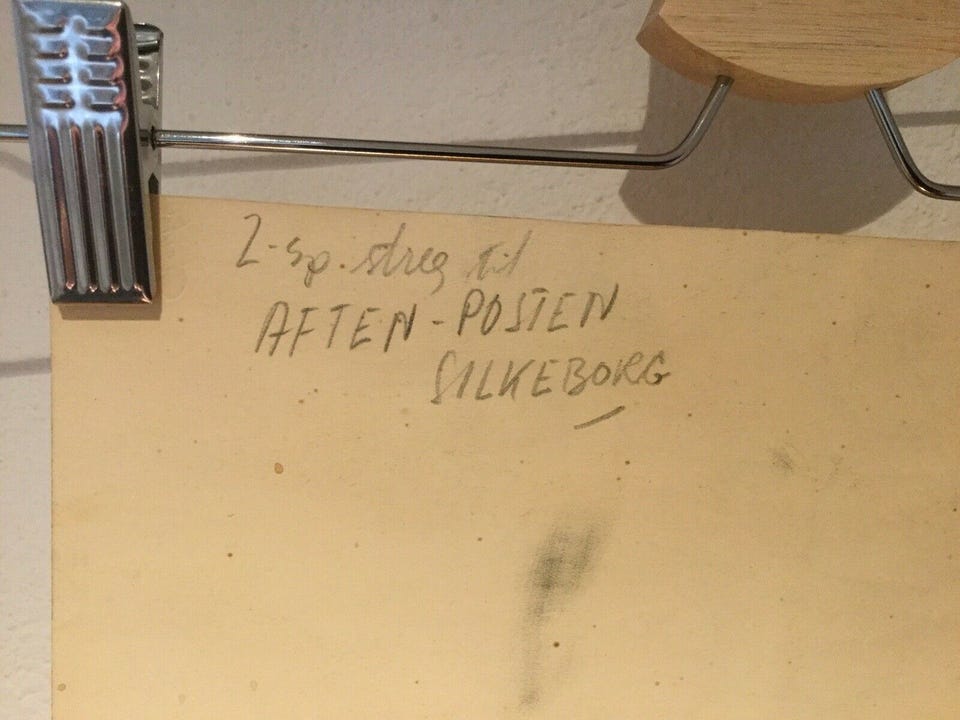 2-sp. streg til
AFTEN-POSTEN
SILKEBORG